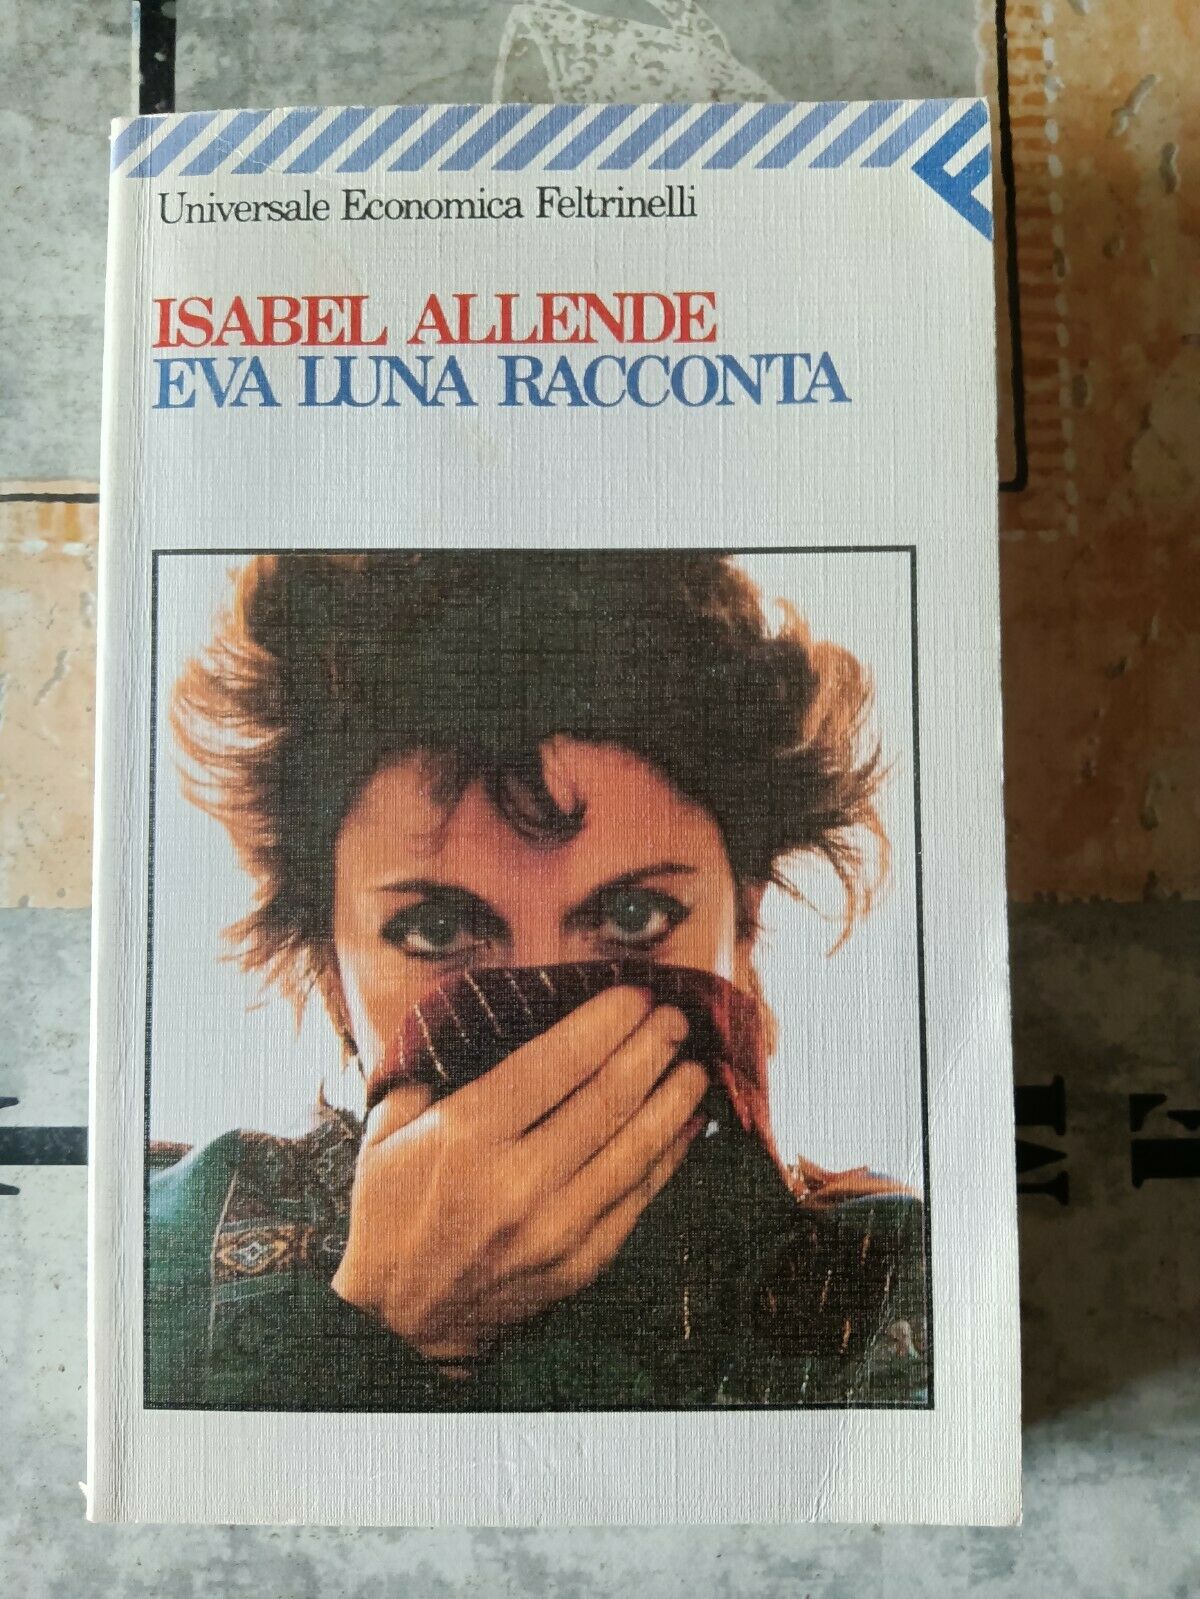 Universale Economica Feltrinelli
ISABEL ALLENDE
EVA LUNA RACCONTA